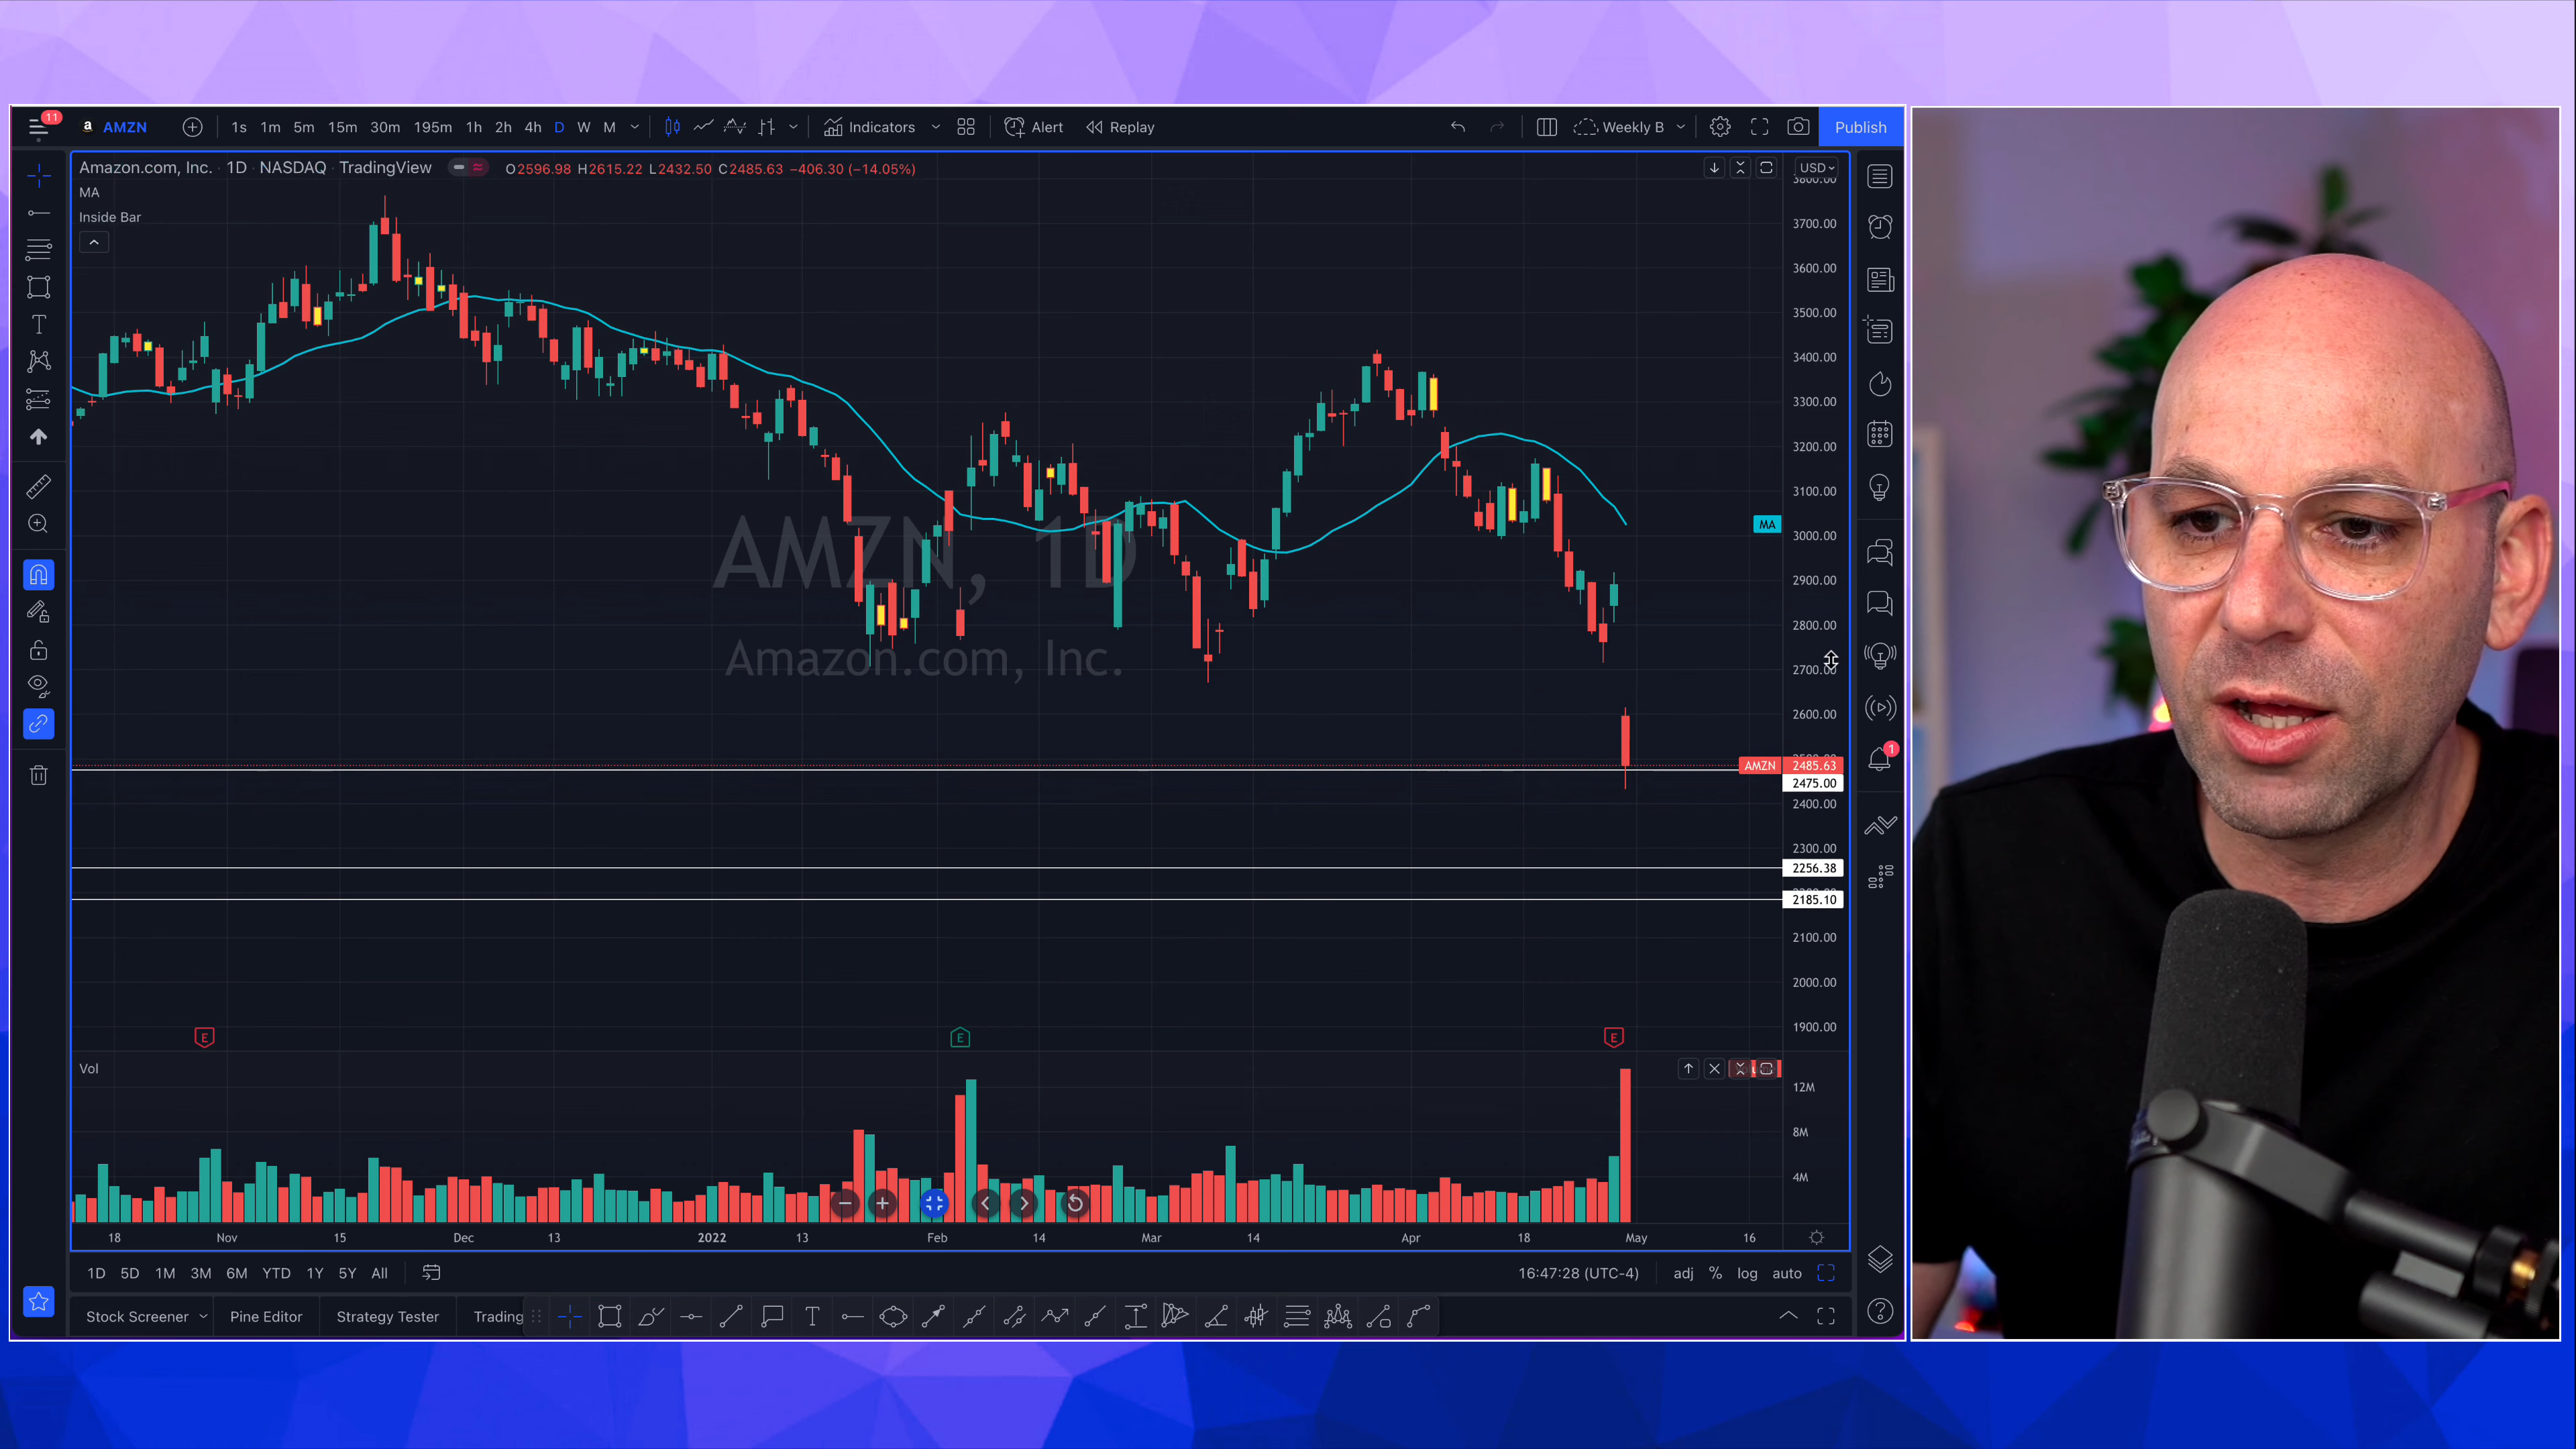 11
a AMZN 1s 1m 5m 15m 30m 195m 1h 2h 4h D W M Indicators Alert Replay Weekly B Publish
Amazon.com, Inc. · 1D · NASDAQ · TradingView O2596.98 H2615.22 L2432.50 C2485.63 −406.30 (−14.05%) USD
MA
Inside Bar
3800.00
3700.00
3600.00
3500.00
3400.00
3300.00
3200.00
3100.00
MA
3000.00
AMZN, 1D
2900.00
2800.00
Amazon.com, Inc.
2700.00
2600.00
1
AMZN 2485.63
2475.00
2400.00
2300.00
2256.38
2185.10
2100.00
2000.00
1900.00
E E E
Vol
12M
8M
4M
18 Nov 15 Dec 13 2022 13 Feb 14 Mar 14 Apr 18 May 16
1D 5D 1M 3M 6M YTD 1Y 5Y All 16:47:28 (UTC-4) adj % log auto
Stock Screener Pine Editor Strategy Tester Trading T